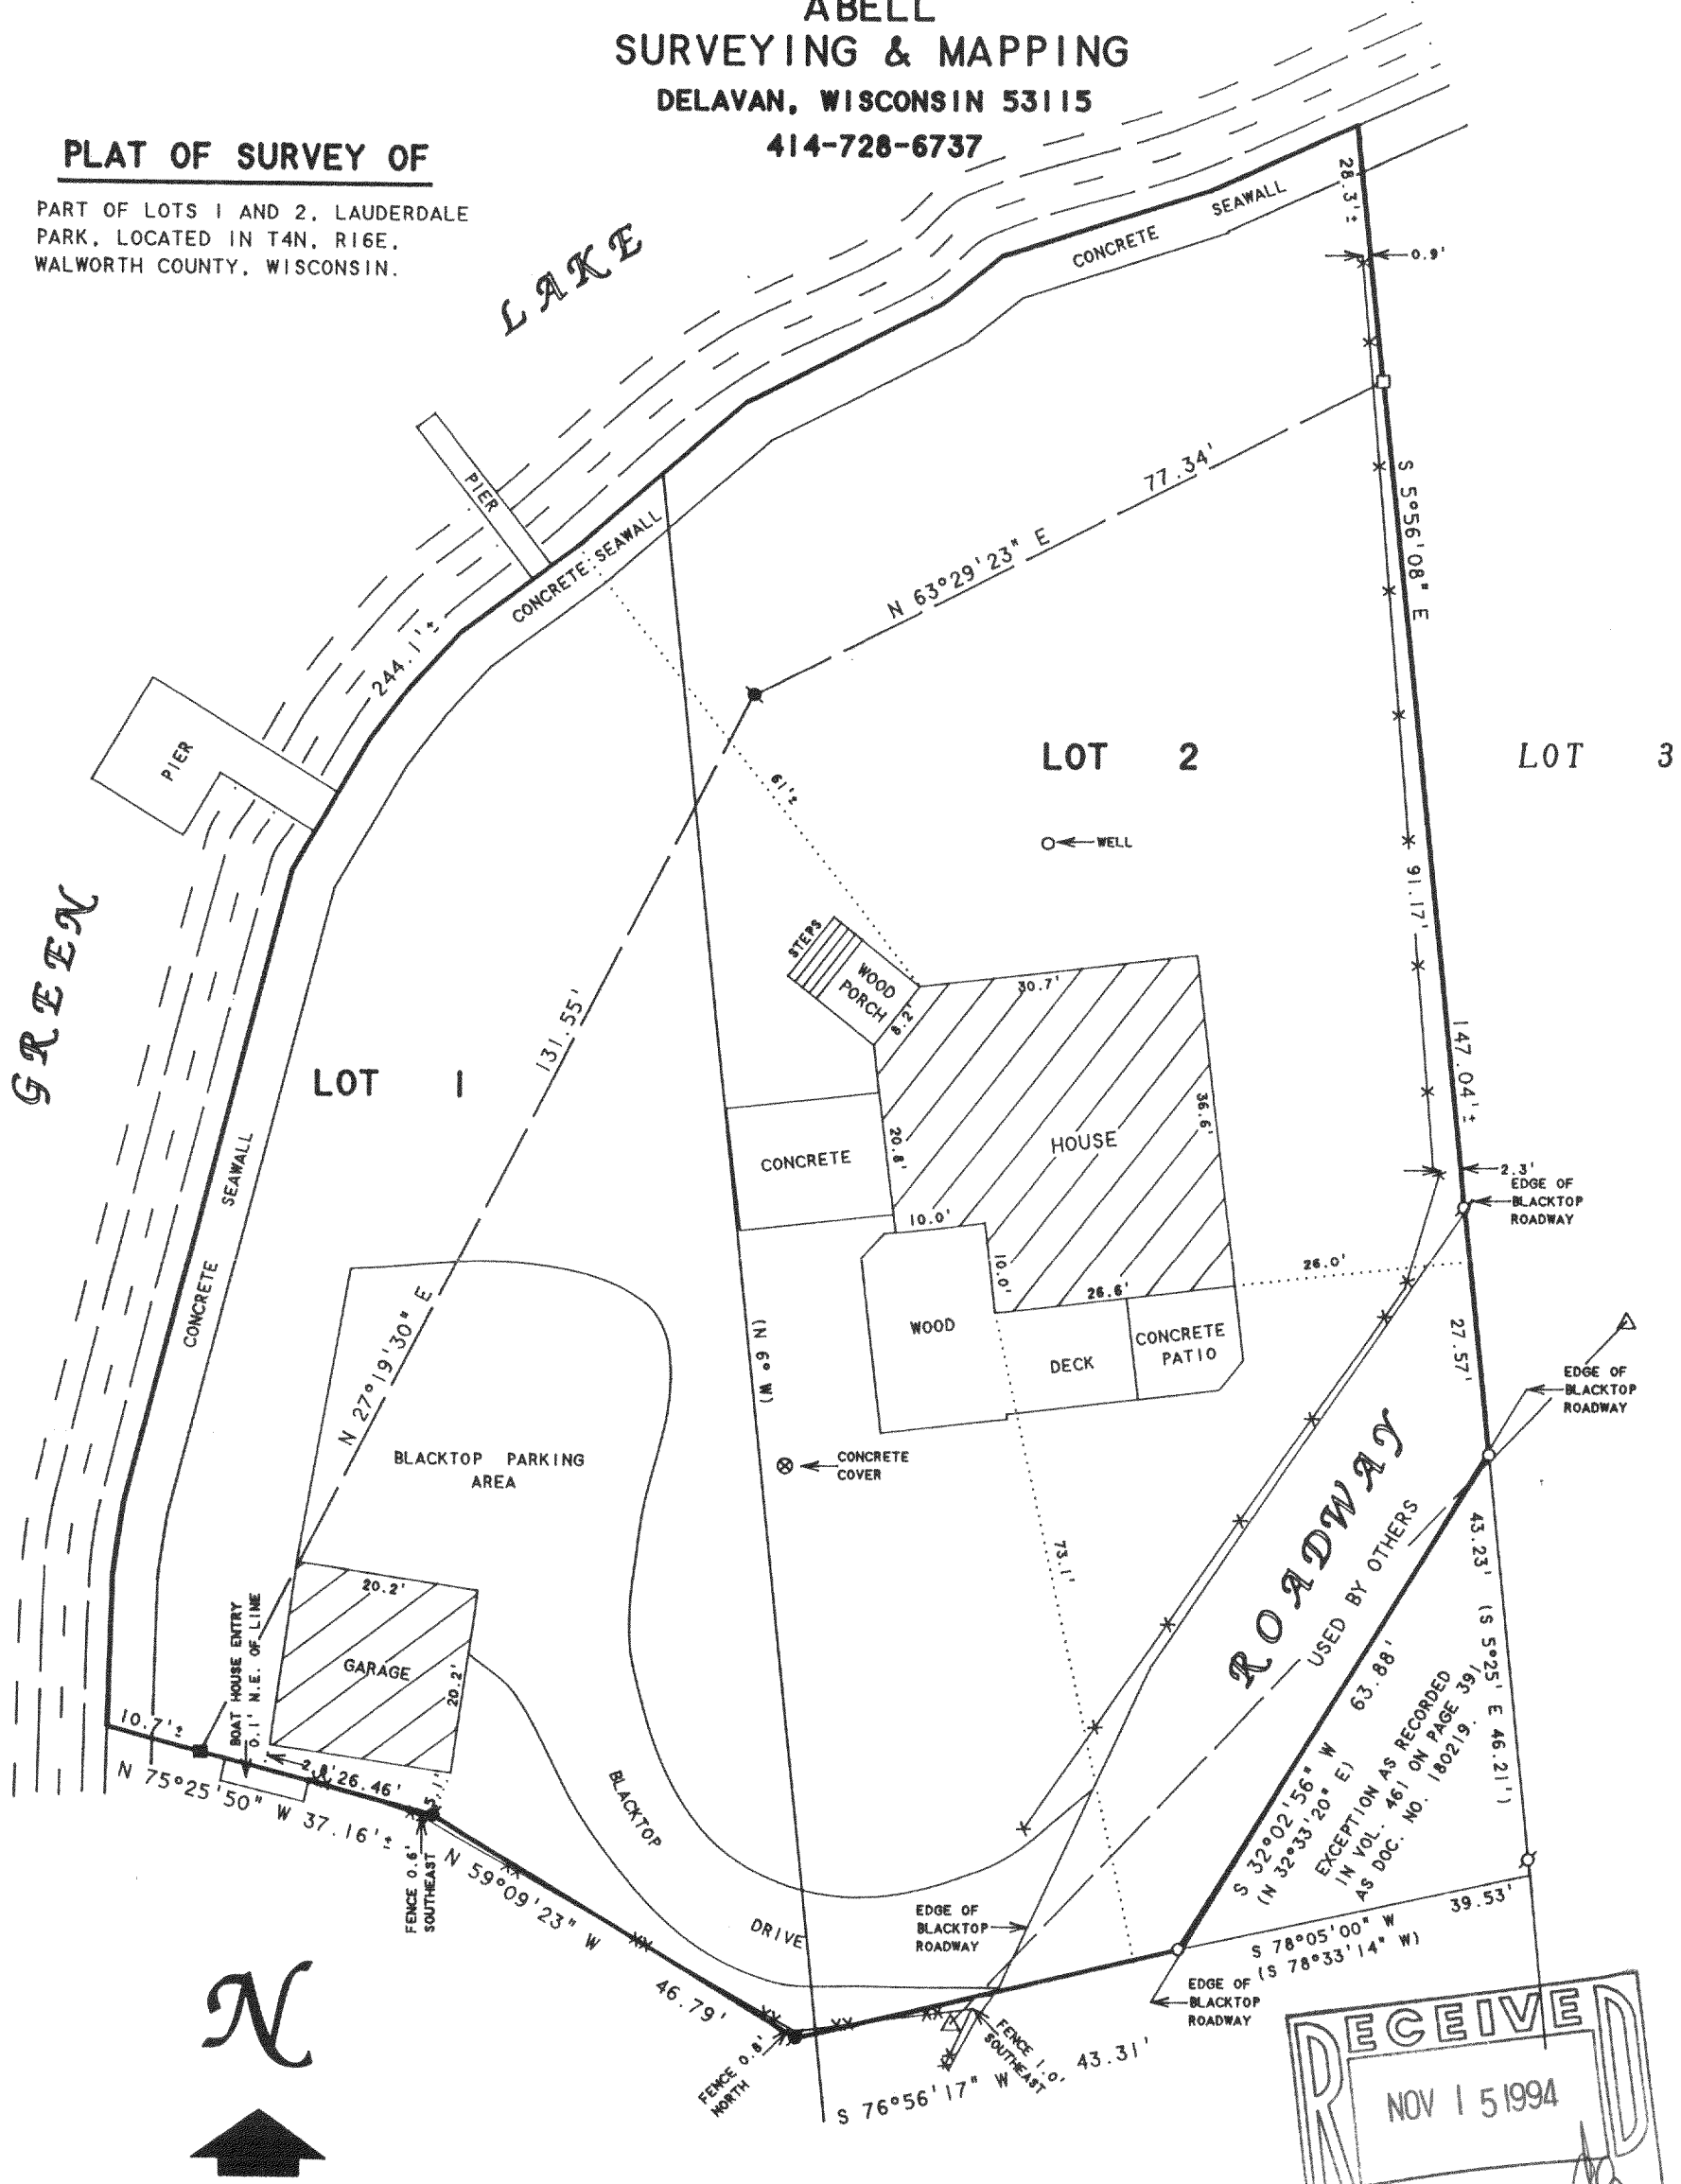 ABELL
SURVEYING & MAPPING
DELAVAN, WISCONSIN 53115
414-728-6737
PLAT OF SURVEY OF
PART OF LOTS 1 AND 2, LAUDERDALE
PARK, LOCATED IN T4N, R16E,
WALWORTH COUNTY, WISCONSIN.
GREEN
LAKE
CONCRETE SEAWALL
28.3'±
0.9'
PIER
CONCRETE SEAWALL
77.34'
N 63°29'23" E
S 5°56'08" E
244.1'±
PIER
61'±
LOT 2
LOT 3
WELL
91.17'
STEPS
WOOD
PORCH
8.2'
30.7'
131.55'
147.04'±
LOT 1
36.6'
HOUSE
20.8'
CONCRETE
CONCRETE SEAWALL
2.3'
EDGE OF
BLACKTOP
ROADWAY
10.0'
10.0'
26.0'
26.6'
WOOD
DECK
CONCRETE
PATIO
(N 6° W)
27.57'
EDGE OF
BLACKTOP
ROADWAY
N 27°19'30" E
BLACKTOP PARKING
AREA
CONCRETE
COVER
73.1'
ROADWAY
USED BY OTHERS
43.23' (S 5°25' E 46.21')
63.88'
S 32°02'56" W
(N 32°33'20" E)
EXCEPTION AS RECORDED
IN VOL. 461 ON PAGE 391
AS DOC. NO. 180219.
20.2'
GARAGE
20.2'
BOAT HOUSE ENTRY
0.1' N.E. OF LINE
10.7'±
26.46'
5.1'
N 75°25'50" W 37.16'±
FENCE 0.6'
SOUTHEAST
N 59°09'23" W
46.79'
BLACKTOP
DRIVE
EDGE OF
BLACKTOP
ROADWAY
39.53'
S 78°05'00" W
(S 78°33'14" W)
EDGE OF
BLACKTOP
ROADWAY
FENCE 0.8'
NORTH
FENCE 1.0'
SOUTHEAST
S 76°56'17" W 43.31'
N
RECEIVED
NOV 15 1994